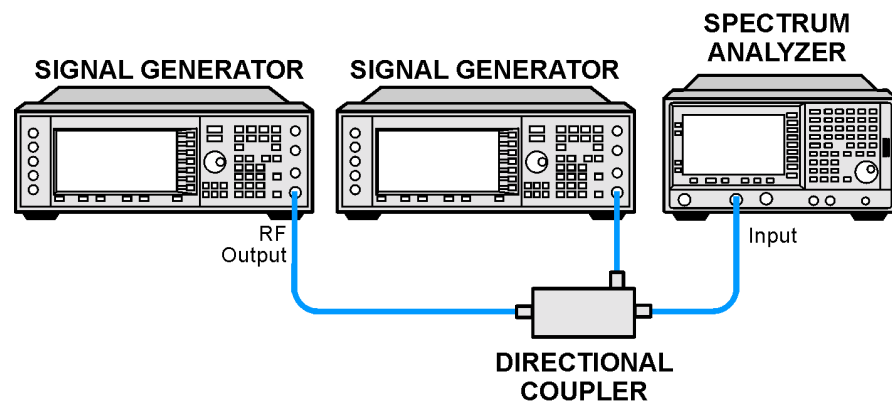 SPECTRUM
ANALYZER
SIGNAL GENERATOR
SIGNAL GENERATOR
RF
Output
Input
DIRECTIONAL
COUPLER